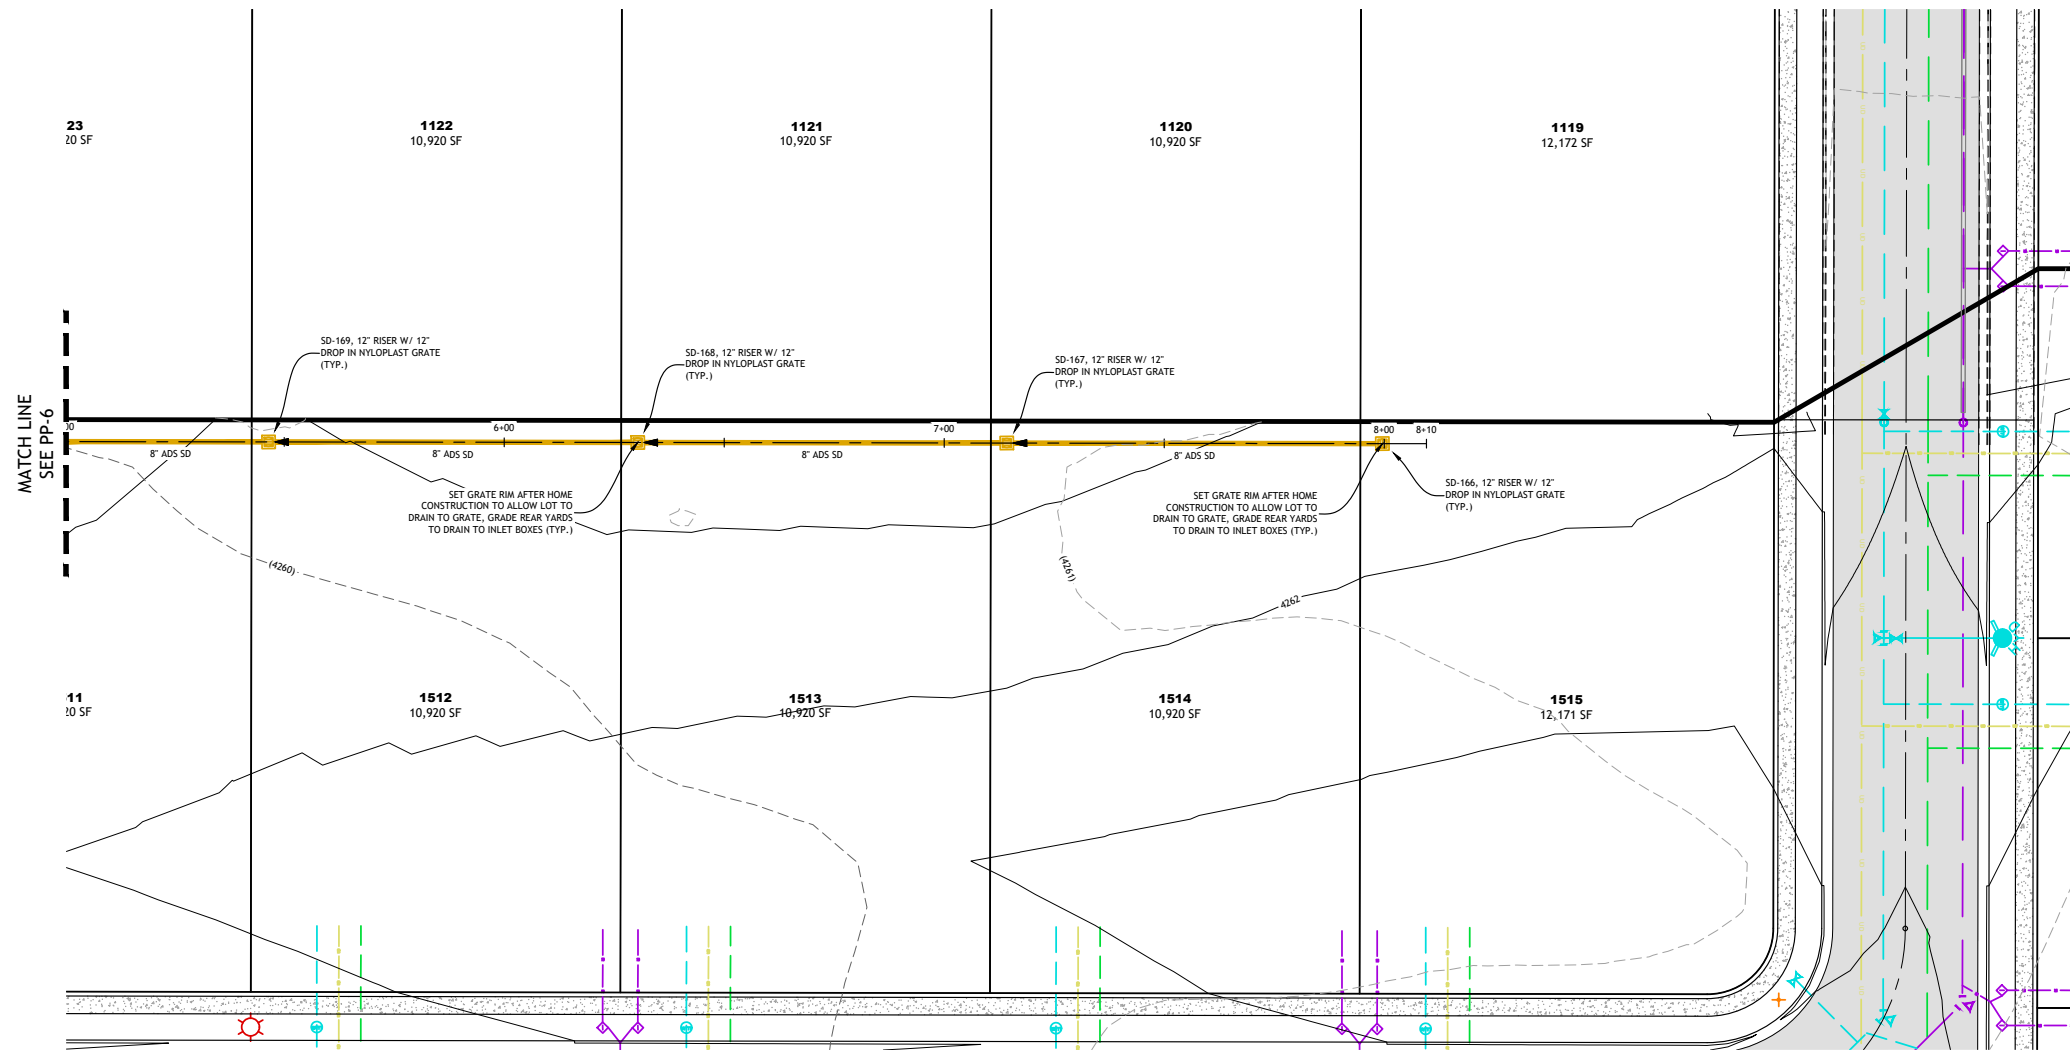 23
20 SF
1122
10,920 SF
1121
10,920 SF
1120
10,920 SF
1119
12,172 SF
MATCH LINE
SEE PP-6
SD-169, 12" RISER W/ 12"
DROP IN NYLOPLAST GRATE
(TYP.)
SD-168, 12" RISER W/ 12"
DROP IN NYLOPLAST GRATE
(TYP.)
SD-167, 12" RISER W/ 12"
DROP IN NYLOPLAST GRATE
(TYP.)
6+00
7+00
8+00
8+10
8" ADS SD
8" ADS SD
8" ADS SD
8" ADS SD
SET GRATE RIM AFTER HOME
CONSTRUCTION TO ALLOW LOT TO
DRAIN TO GRATE, GRADE REAR YARDS
TO DRAIN TO INLET BOXES (TYP.)
SET GRATE RIM AFTER HOME
CONSTRUCTION TO ALLOW LOT TO
DRAIN TO GRATE, GRADE REAR YARDS
TO DRAIN TO INLET BOXES (TYP.)
SD-166, 12" RISER W/ 12"
DROP IN NYLOPLAST GRATE
(TYP.)
(4260)
(4261)
4262
11
20 SF
1512
10,920 SF
1513
10,920 SF
1514
10,920 SF
1515
12,171 SF